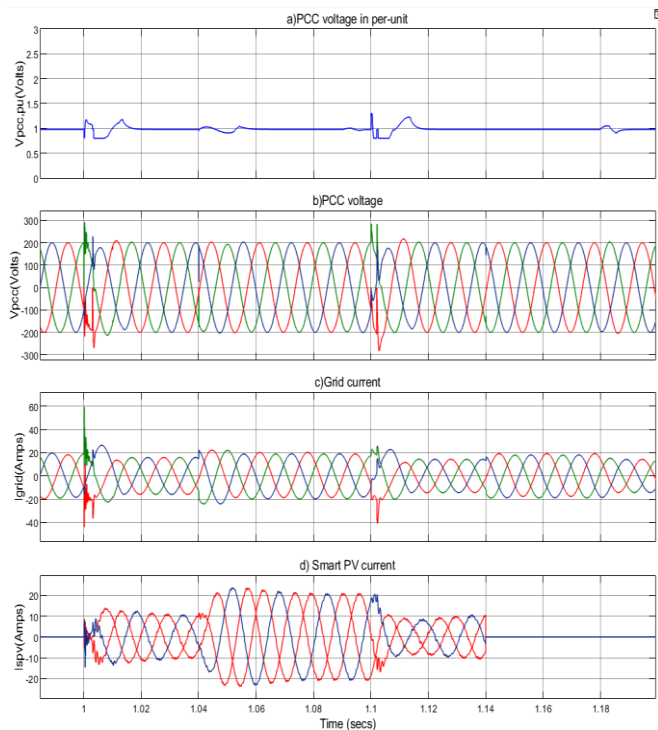 a)PCC voltage in per-unit
Vpcc,pu(Volts)
3
2.5
2
1.5
1
0.5
0
b)PCC voltage
Vpcc(Volts)
300
200
100
0
-100
-200
-300
c)Grid current
Igrid(Amps)
60
40
20
0
-20
-40
d) Smart PV current
Ispv(Amps)
20
10
0
-10
-20
1 1.02 1.04 1.06 1.08 1.1 1.12 1.14 1.16 1.18
Time (secs)